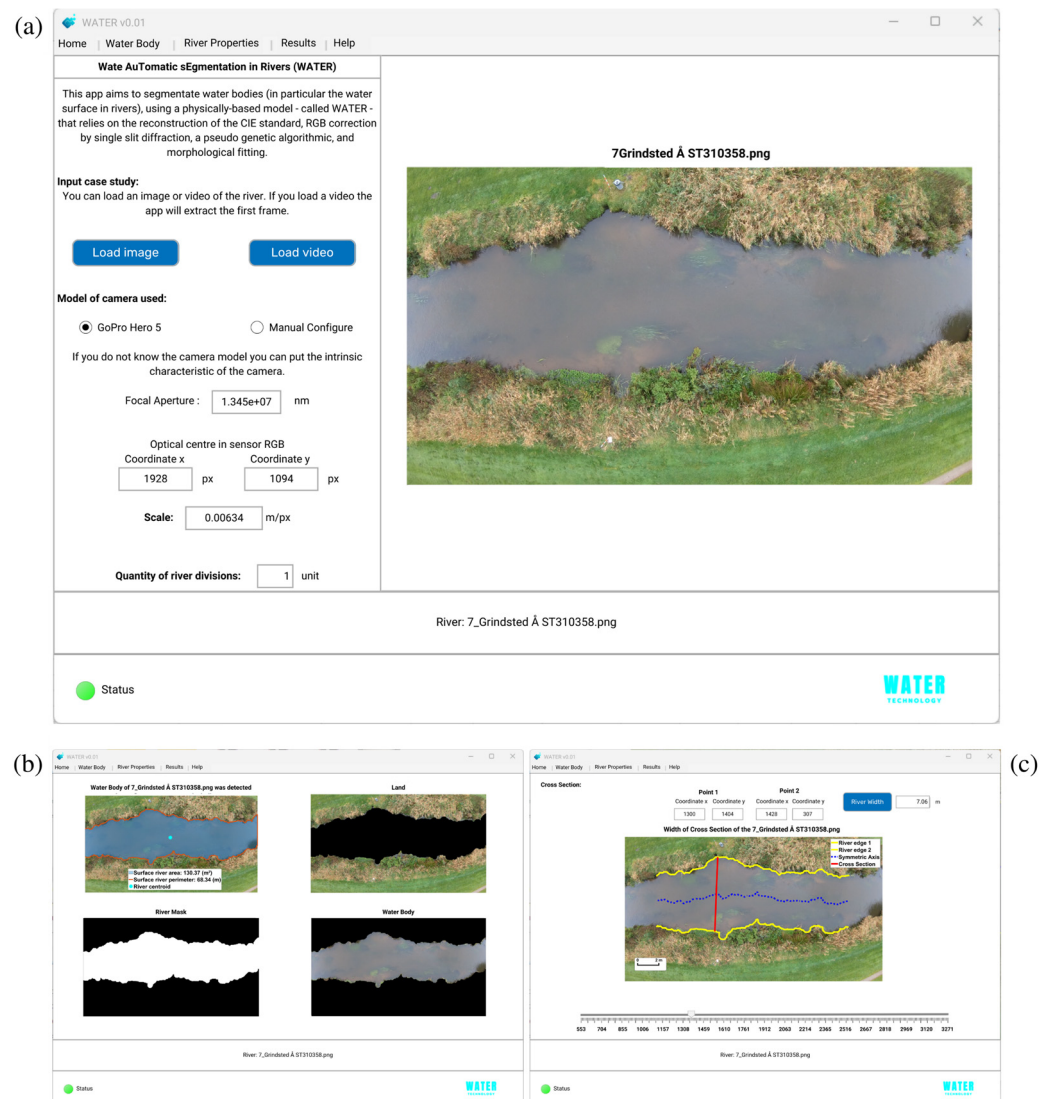 (a)
WATER v0.01
Home | Water Body | River Properties | Results | Help
Wate AuTomatic sEgmentation in Rivers (WATER)
This app aims to segmentate water bodies (in particular the water
surface in rivers), using a physically-based model - called WATER -
that relies on the reconstruction of the CIE standard, RGB correction
by single slit diffraction, a pseudo genetic algorithmic, and
morphological fitting.
Input case study:
You can load an image or video of the river. If you load a video the
app will extract the first frame.
Load image
Load video
Model of camera used:
GoPro Hero 5
Manual Configure
If you do not know the camera model you can put the intrinsic
characteristic of the camera.
Focal Aperture : 1.345e+07 nm
Optical centre in sensor RGB
Coordinate x Coordinate y
1928 px 1094 px
Scale: 0.00634 m/px
Quantity of river divisions: 1 unit
7Grindsted Å ST310358.png
River: 7_Grindsted Å ST310358.png
Status
WATER
TECHNOLOGY
(b)
WATER v0.01
Home | Water Body | River Properties | Results | Help
Water Body of 7_Grindsted Å ST310358.png was detected
Surface river area: 130.37 (m²)
Surface river perimeter: 68.34 (m)
River centroid
Land
River Mask
Water Body
River: 7_Grindsted Å ST310358.png
Status
WATER
TECHNOLOGY
(c)
WATER v0.01
Home | Water Body | River Properties | Results | Help
Cross Section:
Point 1 Point 2
Coordinate x Coordinate y Coordinate x Coordinate y
1300 1404 1428 307
River Width 7.06 m
Width of Cross Section of the 7_Grindsted Å ST310358.png
River edge 1
River edge 2
Symmetric Axis
Cross Section
0 2 m
553 704 855 1006 1157 1308 1459 1610 1761 1912 2063 2214 2365 2516 2667 2818 2969 3120 3271
River: 7_Grindsted Å ST310358.png
Status
WATER
TECHNOLOGY